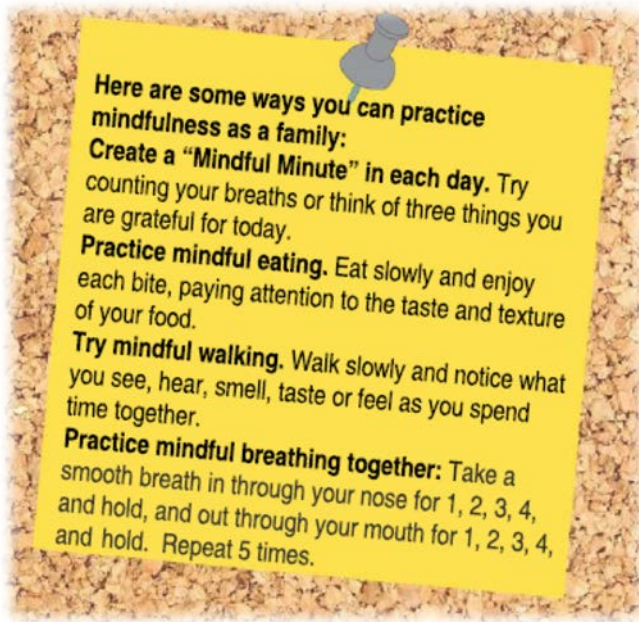 Here are some ways you can practice
mindfulness as a family:
Create a “Mindful Minute” in each day. Try
counting your breaths or think of three things you
are grateful for today.
Practice mindful eating. Eat slowly and enjoy
each bite, paying attention to the taste and texture
of your food.
Try mindful walking. Walk slowly and notice what
you see, hear, smell, taste or feel as you spend
time together.
Practice mindful breathing together: Take a
smooth breath in through your nose for 1, 2, 3, 4,
and hold, and out through your mouth for 1, 2, 3, 4,
and hold.  Repeat 5 times.